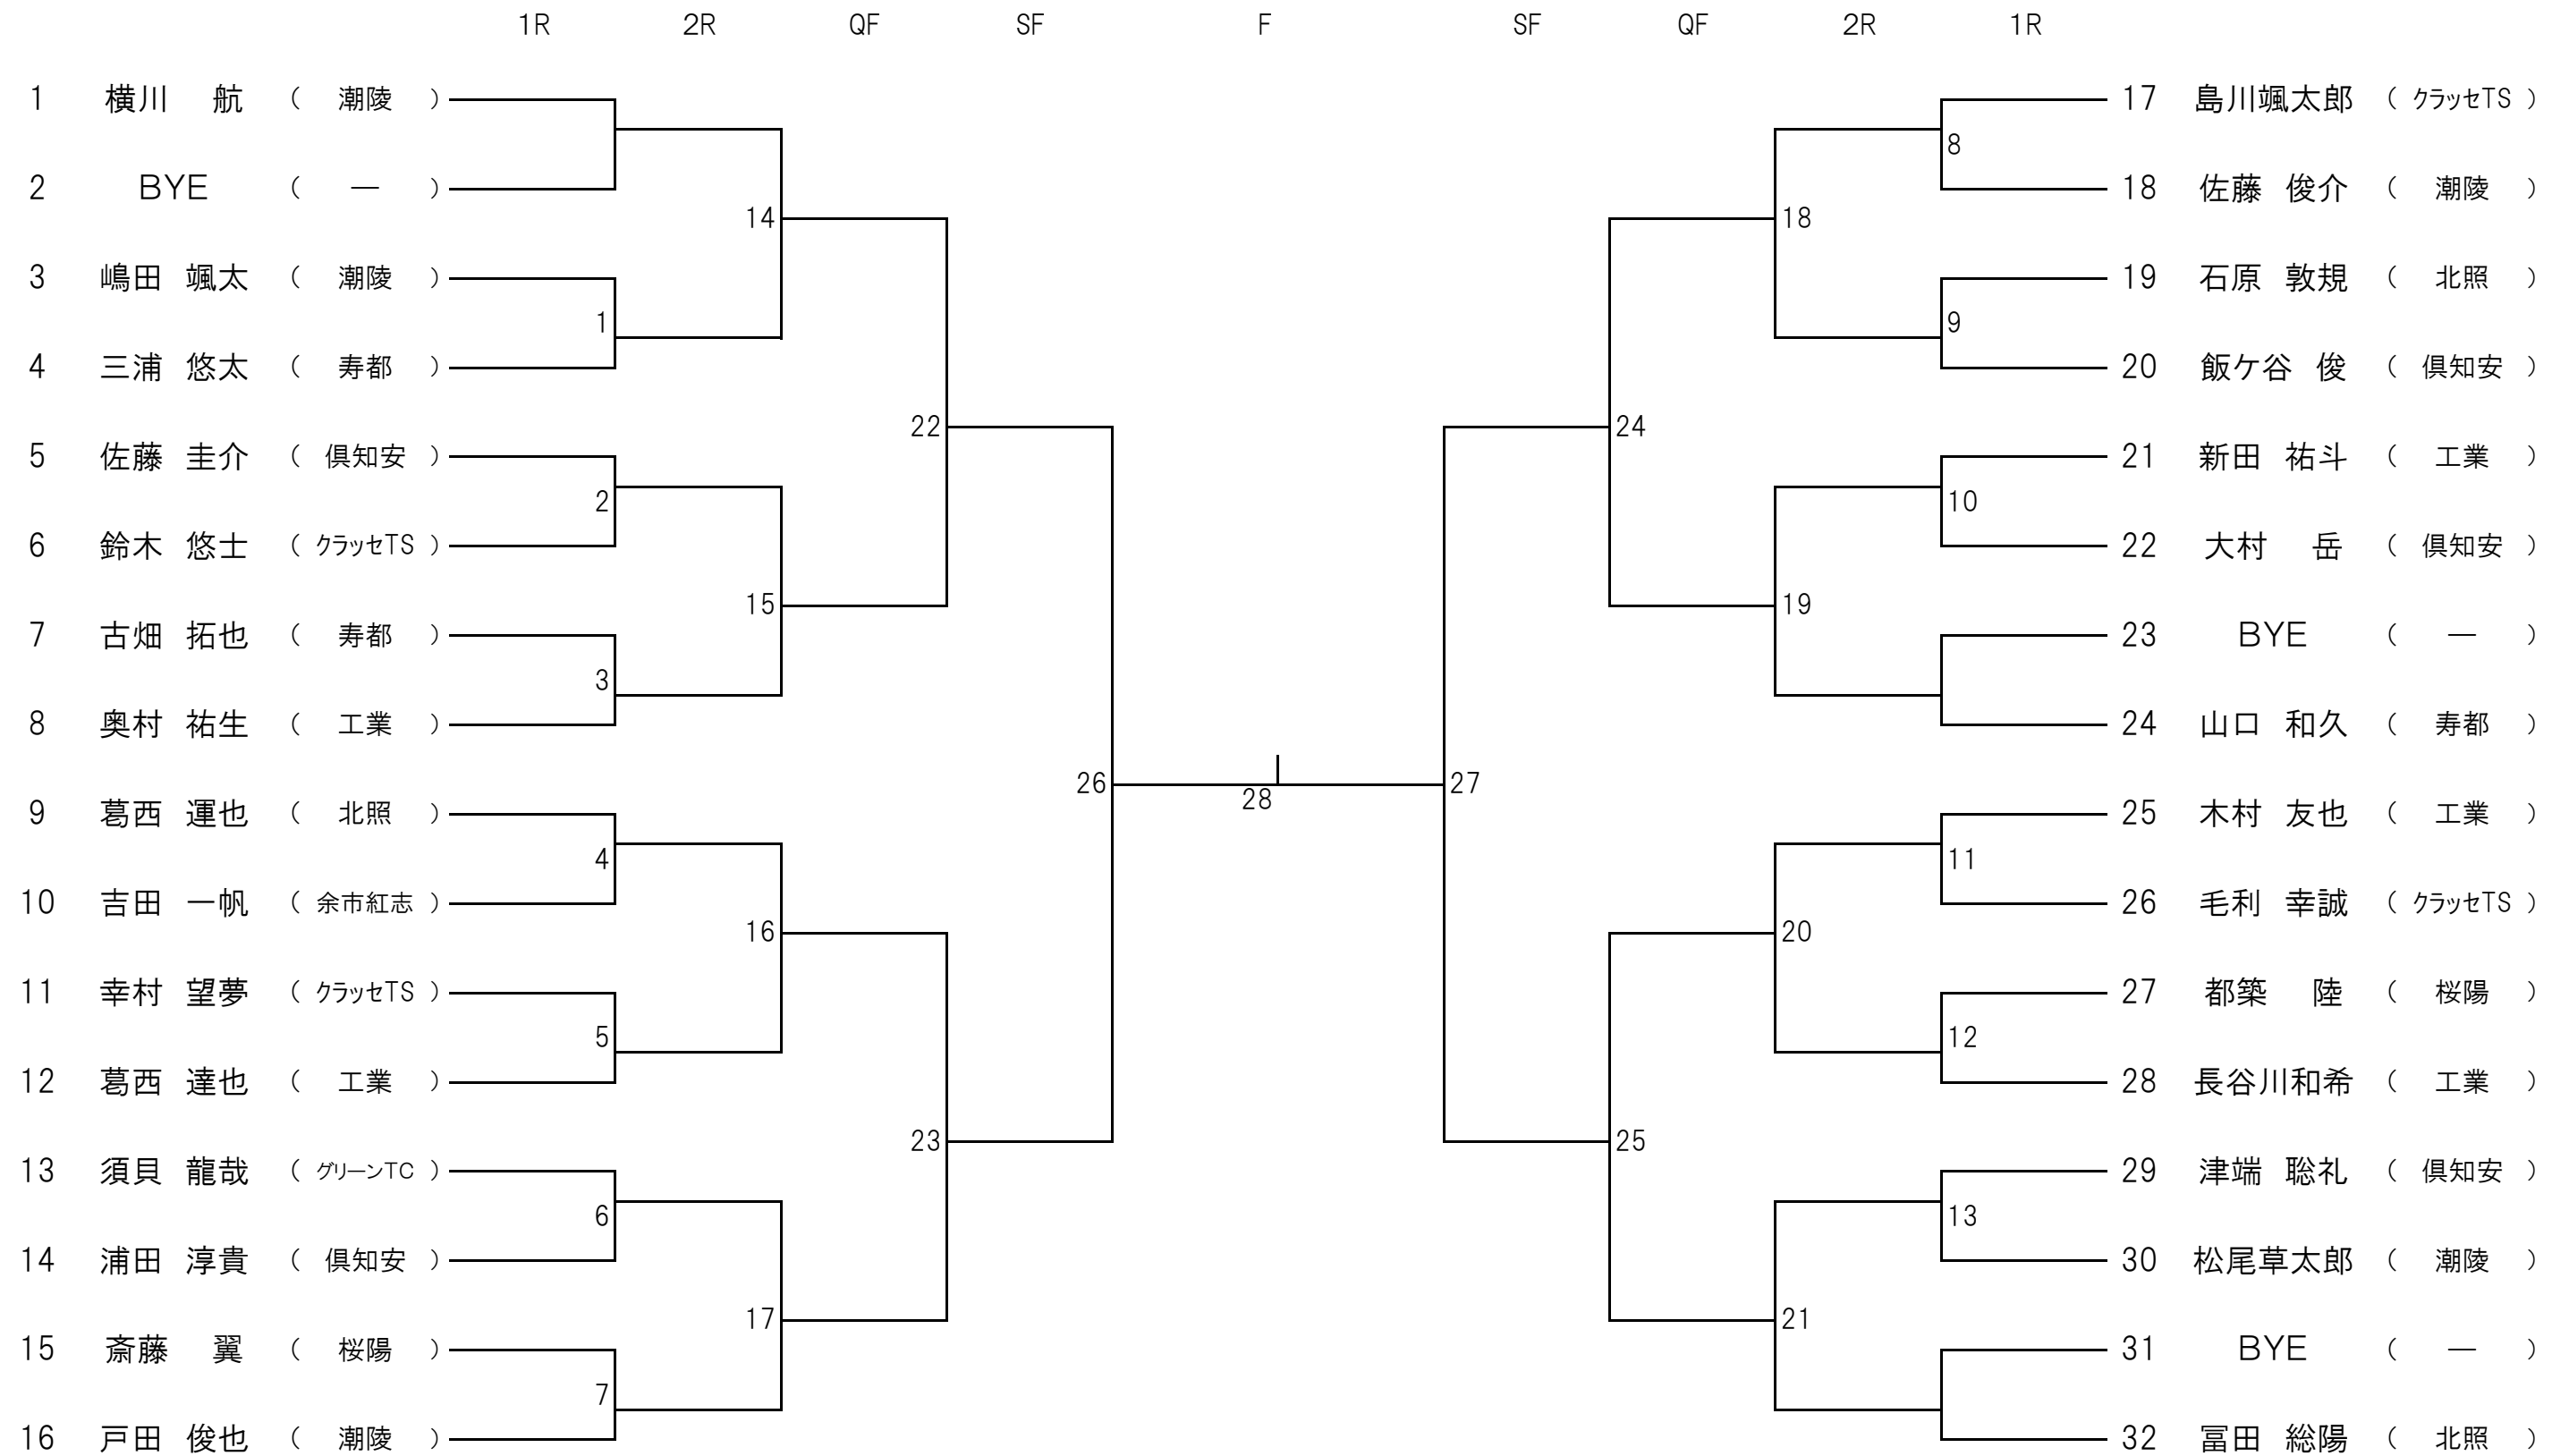 1R 2R QF SF F SF QF 2R 1R
1 横川 航 ( 潮陵 ) 17 島川颯太郎 ( クラッセTS )
8
2 BYE ( ― ) 18 佐藤 俊介 ( 潮陵 )
14 18
3 嶋田 颯太 ( 潮陵 ) 19 石原 敦規 ( 北照 )
1 9
4 三浦 悠太 ( 寿都 ) 20 飯ケ谷 俊 ( 倶知安 )
22 24
5 佐藤 圭介 ( 倶知安 ) 21 新田 祐斗 ( 工業 )
2 10
6 鈴木 悠士 ( クラッセTS ) 22 大村 岳 ( 倶知安 )
15 19
7 古畑 拓也 ( 寿都 ) 23 BYE ( ― )
3
8 奥村 祐生 ( 工業 ) 24 山口 和久 ( 寿都 )
26 28 27
9 葛西 運也 ( 北照 ) 25 木村 友也 ( 工業 )
4 11
10 吉田 一帆 ( 余市紅志 ) 26 毛利 幸誠 ( クラッセTS )
16 20
11 幸村 望夢 ( クラッセTS ) 27 都築 陸 ( 桜陽 )
5 12
12 葛西 達也 ( 工業 ) 28 長谷川和希 ( 工業 )
23 25
13 須貝 龍哉 ( グリーンTC ) 29 津端 聡礼 ( 倶知安 )
6 13
14 浦田 淳貴 ( 倶知安 ) 30 松尾草太郎 ( 潮陵 )
17 21
15 斎藤 翼 ( 桜陽 ) 31 BYE ( ― )
7
16 戸田 俊也 ( 潮陵 ) 32 冨田 総陽 ( 北照 )